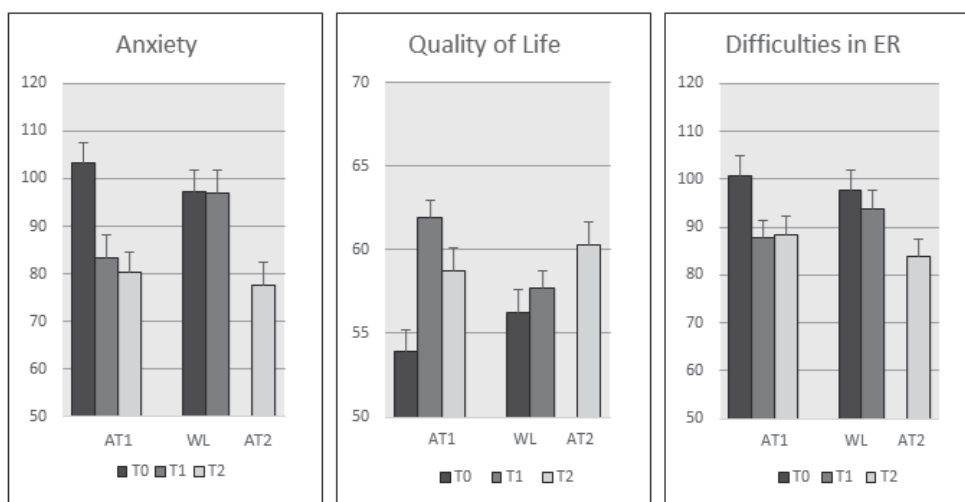 Anxiety
120
110
100
90
80
70
60
50
AT1 WL AT2
T0 T1 T2
Quality of Life
70
65
60
55
50
AT1 WL AT2
T0 T1 T2
Difficulties in ER
120
110
100
90
80
70
60
50
AT1 WL AT2
T0 T1 T2